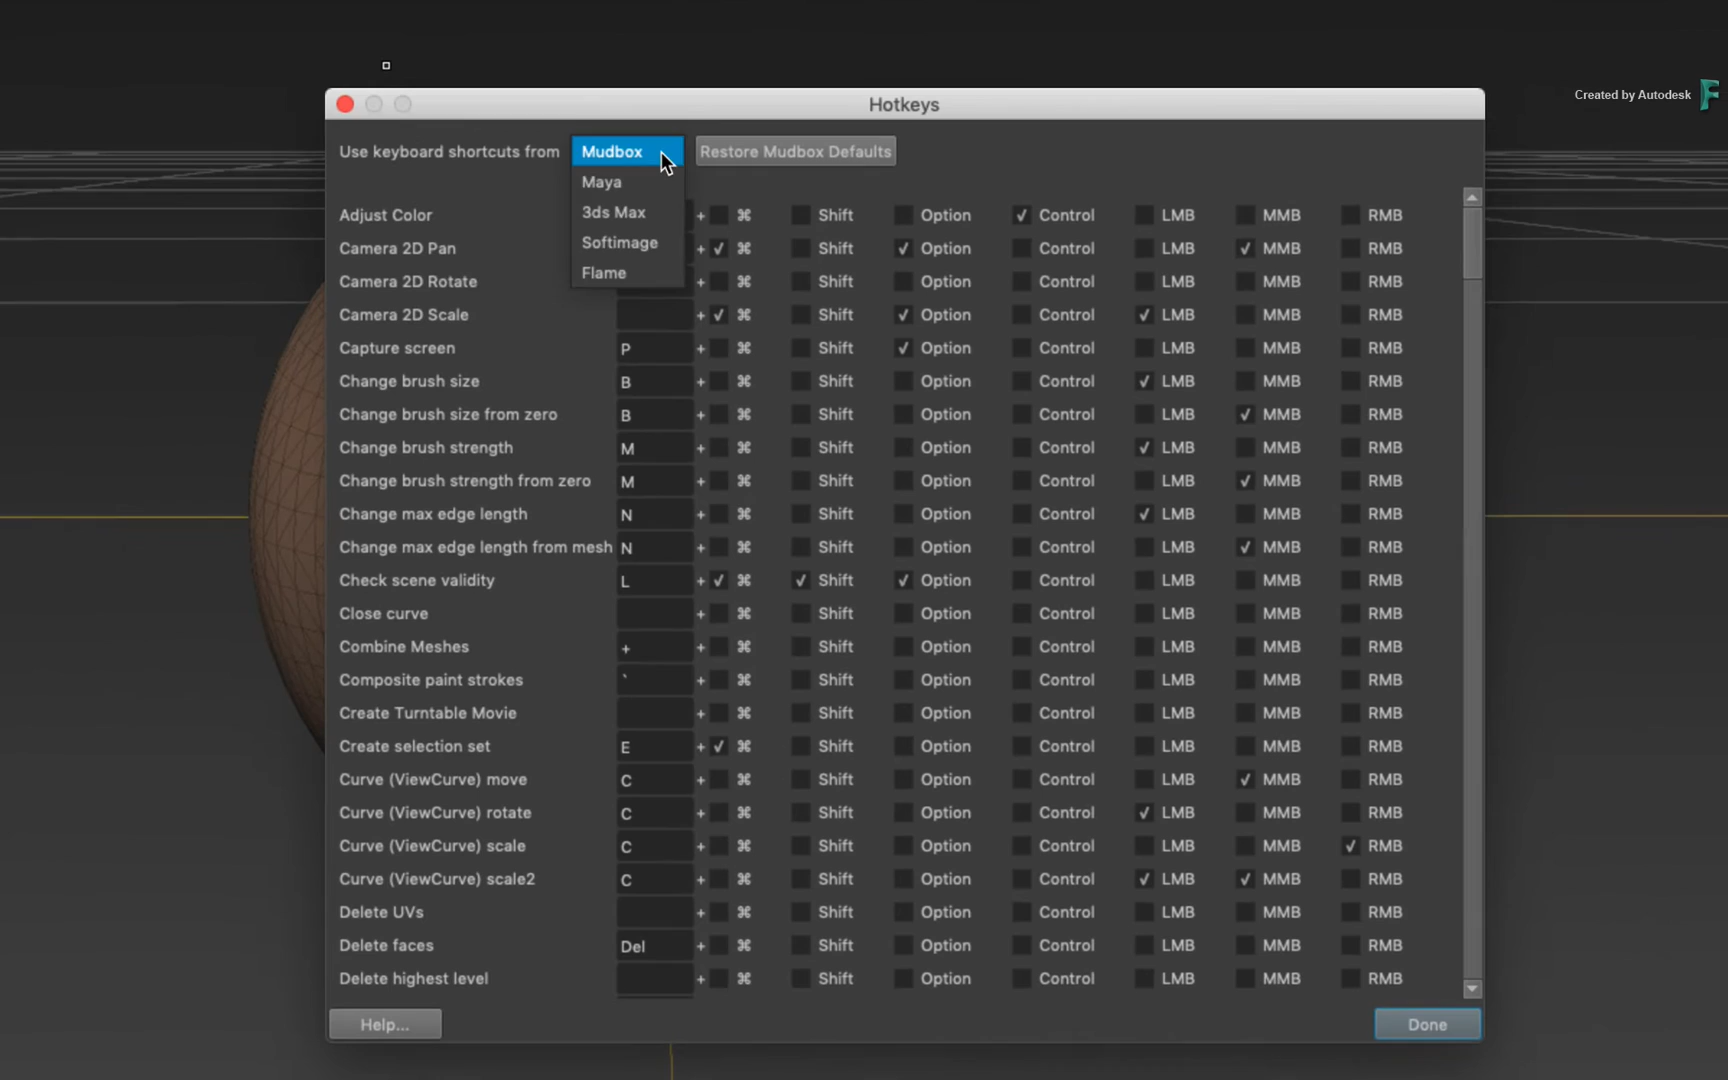 Created by Autodesk
Hotkeys
Use keyboard shortcuts from Mudbox Restore Mudbox Defaults
Maya
3ds Max
Softimage
Flame
Adjust Color + ⌘ Shift Option ✓ Control LMB MMB RMB
Camera 2D Pan + ✓ ⌘ Shift ✓ Option Control LMB ✓ MMB RMB
Camera 2D Rotate + ⌘ Shift Option Control LMB MMB RMB
Camera 2D Scale + ✓ ⌘ Shift ✓ Option Control ✓ LMB MMB RMB
Capture screen P + ⌘ Shift ✓ Option Control LMB MMB RMB
Change brush size B + ⌘ Shift Option Control ✓ LMB MMB RMB
Change brush size from zero B + ⌘ Shift Option Control LMB ✓ MMB RMB
Change brush strength M + ⌘ Shift Option Control ✓ LMB MMB RMB
Change brush strength from zero M + ⌘ Shift Option Control LMB ✓ MMB RMB
Change max edge length N + ⌘ Shift Option Control ✓ LMB MMB RMB
Change max edge length from mesh N + ⌘ Shift Option Control LMB ✓ MMB RMB
Check scene validity L + ✓ ⌘ ✓ Shift ✓ Option Control LMB MMB RMB
Close curve + ⌘ Shift Option Control LMB MMB RMB
Combine Meshes + + ⌘ Shift Option Control LMB MMB RMB
Composite paint strokes ` + ⌘ Shift Option Control LMB MMB RMB
Create Turntable Movie + ⌘ Shift Option Control LMB MMB RMB
Create selection set E + ✓ ⌘ Shift Option Control LMB MMB RMB
Curve (ViewCurve) move C + ⌘ Shift Option Control LMB ✓ MMB RMB
Curve (ViewCurve) rotate C + ⌘ Shift Option Control ✓ LMB MMB RMB
Curve (ViewCurve) scale C + ⌘ Shift Option Control LMB MMB ✓ RMB
Curve (ViewCurve) scale2 C + ⌘ Shift Option Control ✓ LMB ✓ MMB RMB
Delete UVs + ⌘ Shift Option Control LMB MMB RMB
Delete faces Del + ⌘ Shift Option Control LMB MMB RMB
Delete highest level + ⌘ Shift Option Control LMB MMB RMB
Help... Done